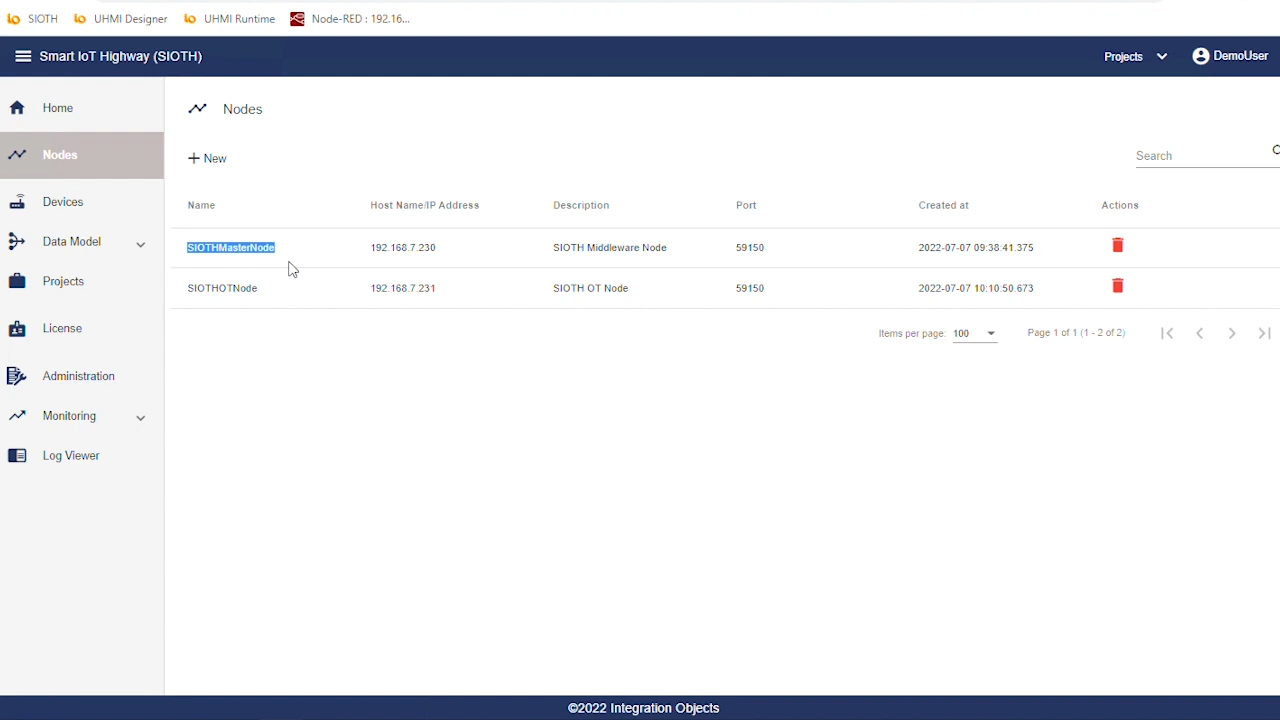 SIOTH UHMI Designer UHMI Runtime Node-RED : 192.16...
Smart IoT Highway (SIOTH) Projects DemoUser
Home
Nodes
Devices
Data Model
Projects
License
Administration
Monitoring
Log Viewer
Nodes
+ New
Search
Name Host Name/IP Address Description Port Created at Actions
SIOTHMasterNode 192.168.7.230 SIOTH Middleware Node 59150 2022-07-07 09:38:41.375
SIOTHOTNode 192.168.7.231 SIOTH OT Node 59150 2022-07-07 10:10:50.673
Items per page: 100 Page 1 of 1 (1 - 2 of 2)
©2022 Integration Objects